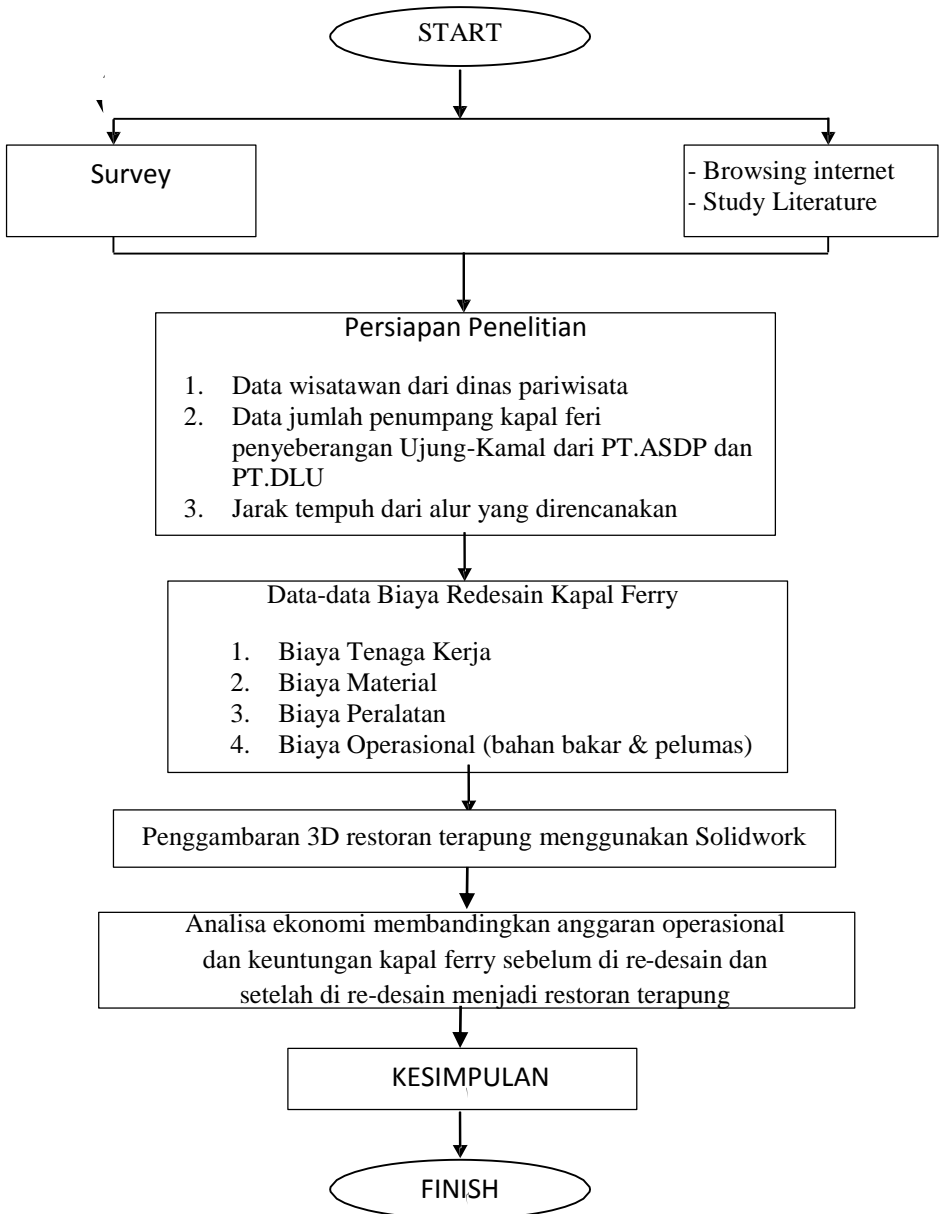 START
Survey
- Browsing internet
- Study Literature
Persiapan Penelitian
1. Data wisatawan dari dinas pariwisata
2. Data jumlah penumpang kapal feri
penyeberangan Ujung-Kamal dari PT.ASDP dan
PT.DLU
3. Jarak tempuh dari alur yang direncanakan
Data-data Biaya Redesain Kapal Ferry
1. Biaya Tenaga Kerja
2. Biaya Material
3. Biaya Peralatan
4. Biaya Operasional (bahan bakar & pelumas)
Penggambaran 3D restoran terapung menggunakan Solidwork
Analisa ekonomi membandingkan anggaran operasional
dan keuntungan kapal ferry sebelum di re-desain dan
setelah di re-desain menjadi restoran terapung
KESIMPULAN
FINISH